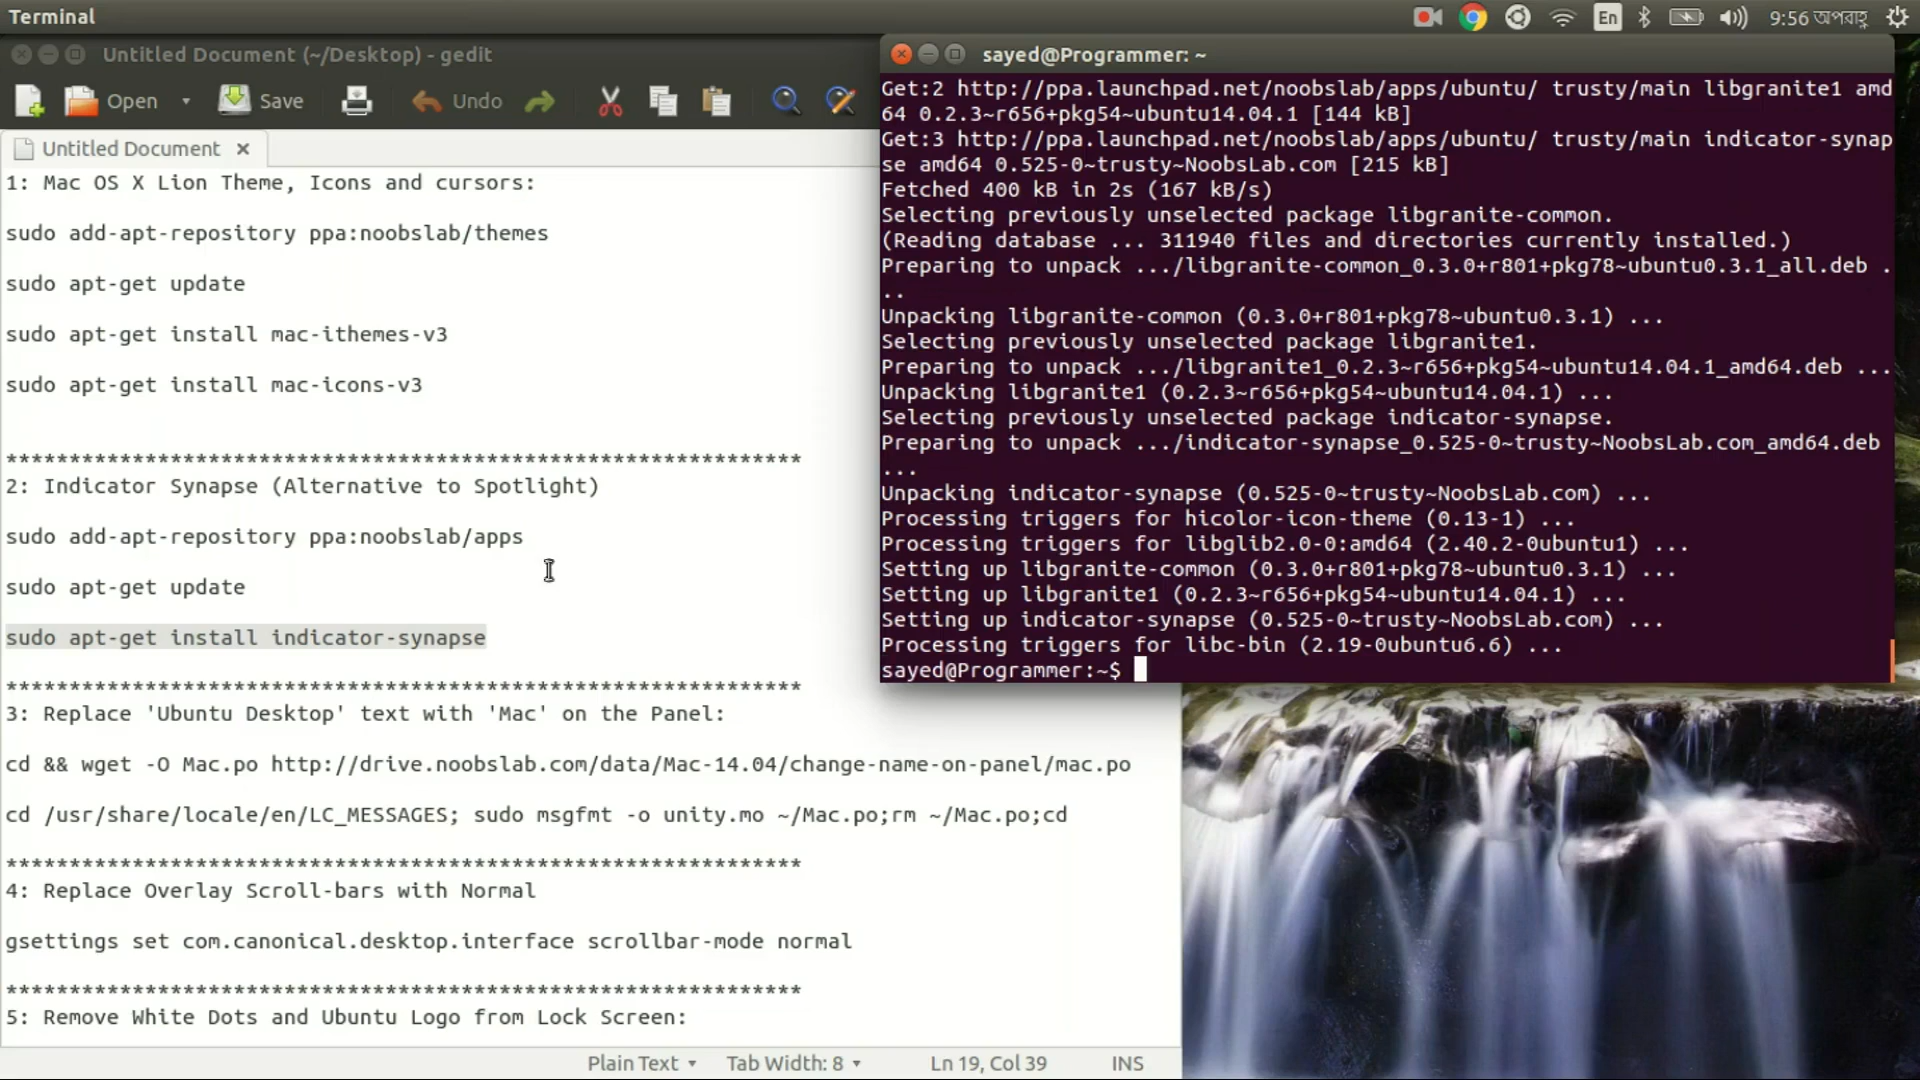 Terminal
En
9:56 অপরাহ্ণ
Untitled Document (~/Desktop) - gedit
Open
Save
Undo
Untitled Document
1: Mac OS X Lion Theme, Icons and cursors:
sudo add-apt-repository ppa:noobslab/themes
sudo apt-get update
sudo apt-get install mac-ithemes-v3
sudo apt-get install mac-icons-v3
***************************************************************
2: Indicator Synapse (Alternative to Spotlight)
sudo add-apt-repository ppa:noobslab/apps
sudo apt-get update
sudo apt-get install indicator-synapse
***************************************************************
3: Replace 'Ubuntu Desktop' text with 'Mac' on the Panel:
cd && wget -O Mac.po http://drive.noobslab.com/data/Mac-14.04/change-name-on-panel/mac.po
cd /usr/share/locale/en/LC_MESSAGES; sudo msgfmt -o unity.mo ~/Mac.po;rm ~/Mac.po;cd
***************************************************************
4: Replace Overlay Scroll-bars with Normal
gsettings set com.canonical.desktop.interface scrollbar-mode normal
***************************************************************
5: Remove White Dots and Ubuntu Logo from Lock Screen:
Plain Text
Tab Width: 8
Ln 19, Col 39
INS
sayed@Programmer: ~
Get:2 http://ppa.launchpad.net/noobslab/apps/ubuntu/ trusty/main libgranite1 amd
64 0.2.3~r656+pkg54~ubuntu14.04.1 [144 kB]
Get:3 http://ppa.launchpad.net/noobslab/apps/ubuntu/ trusty/main indicator-synap
se amd64 0.525-0~trusty~NoobsLab.com [215 kB]
Fetched 400 kB in 2s (167 kB/s)
Selecting previously unselected package libgranite-common.
(Reading database ... 311940 files and directories currently installed.)
Preparing to unpack .../libgranite-common_0.3.0+r801+pkg78~ubuntu0.3.1_all.deb .
..
Unpacking libgranite-common (0.3.0+r801+pkg78~ubuntu0.3.1) ...
Selecting previously unselected package libgranite1.
Preparing to unpack .../libgranite1_0.2.3~r656+pkg54~ubuntu14.04.1_amd64.deb ...
Unpacking libgranite1 (0.2.3~r656+pkg54~ubuntu14.04.1) ...
Selecting previously unselected package indicator-synapse.
Preparing to unpack .../indicator-synapse_0.525-0~trusty~NoobsLab.com_amd64.deb
...
Unpacking indicator-synapse (0.525-0~trusty~NoobsLab.com) ...
Processing triggers for hicolor-icon-theme (0.13-1) ...
Processing triggers for libglib2.0-0:amd64 (2.40.2-0ubuntu1) ...
Setting up libgranite-common (0.3.0+r801+pkg78~ubuntu0.3.1) ...
Setting up libgranite1 (0.2.3~r656+pkg54~ubuntu14.04.1) ...
Setting up indicator-synapse (0.525-0~trusty~NoobsLab.com) ...
Processing triggers for libc-bin (2.19-0ubuntu6.6) ...
sayed@Programmer:~$